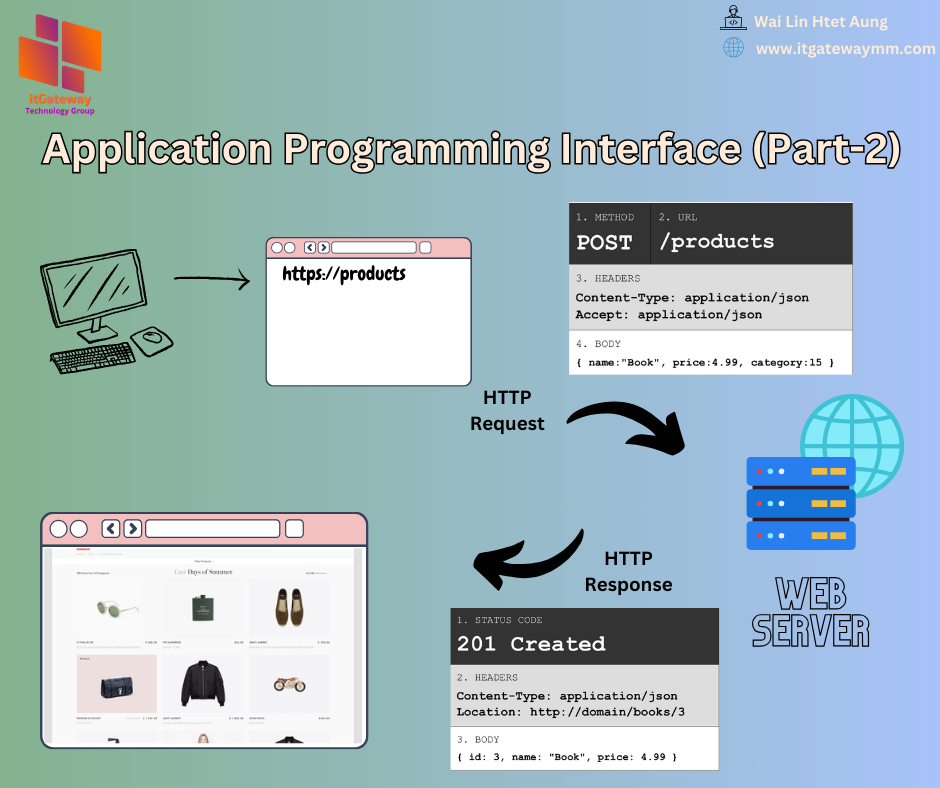 Wai Lin Htet Aung
www.itgatewaymm.com
itGateway
Technology Group
Application Programming Interface (Part-2)
https://products
1. METHOD 2. URL
POST /products
3. HEADERS
Content-Type: application/json
Accept: application/json
4. BODY
{ name:"Book", price:4.99, category:15 }
HTTP
Request
HTTP
Response
WEB
SERVER
Lost Days of Summer
1. STATUS CODE
201 Created
2. HEADERS
Content-Type: application/json
Location: http://domain/books/3
3. BODY
{ id: 3, name: "Book", price: 4.99 }